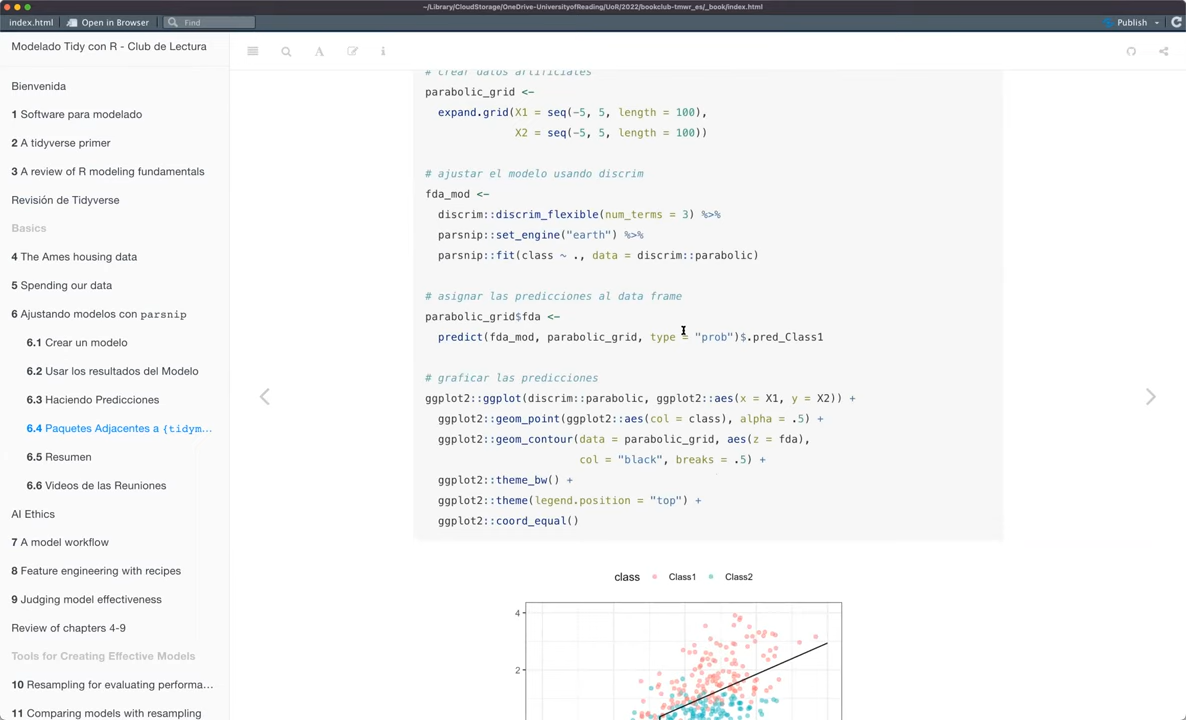 ~/Library/CloudStorage/OneDrive-UniversityofReading/UoR/2022/bookclub-tmwr_es/_book/index.html
index.html
Open in Browser
Find
Publish
Modelado Tidy con R - Club de Lectura
Bienvenida
1 Software para modelado
2 A tidyverse primer
3 A review of R modeling fundamentals
Revisión de Tidyverse
Basics
4 The Ames housing data
5 Spending our data
6 Ajustando modelos con parsnip
6.1 Crear un modelo
6.2 Usar los resultados del Modelo
6.3 Haciendo Predicciones
6.4 Paquetes Adjacentes a {tidym…
6.5 Resumen
6.6 Videos de las Reuniones
AI Ethics
7 A model workflow
8 Feature engineering with recipes
9 Judging model effectiveness
Review of chapters 4-9
Tools for Creating Effective Models
10 Resampling for evaluating performa…
11 Comparing models with resampling
# crear datos artificiales
parabolic_grid <-
  expand.grid(X1 = seq(-5, 5, length = 100),
              X2 = seq(-5, 5, length = 100))
# ajustar el modelo usando discrim
fda_mod <-
  discrim::discrim_flexible(num_terms = 3) %>%
  parsnip::set_engine("earth") %>%
  parsnip::fit(class ~ ., data = discrim::parabolic)
# asignar las predicciones al data frame
parabolic_grid$fda <-
  predict(fda_mod, parabolic_grid, type = "prob")$.pred_Class1
# graficar las predicciones
ggplot2::ggplot(discrim::parabolic, ggplot2::aes(x = X1, y = X2)) +
  ggplot2::geom_point(ggplot2::aes(col = class), alpha = .5) +
  ggplot2::geom_contour(data = parabolic_grid, aes(z = fda),
                        col = "black", breaks = .5) +
  ggplot2::theme_bw() +
  ggplot2::theme(legend.position = "top") +
  ggplot2::coord_equal()
class Class1 Class2
4
2